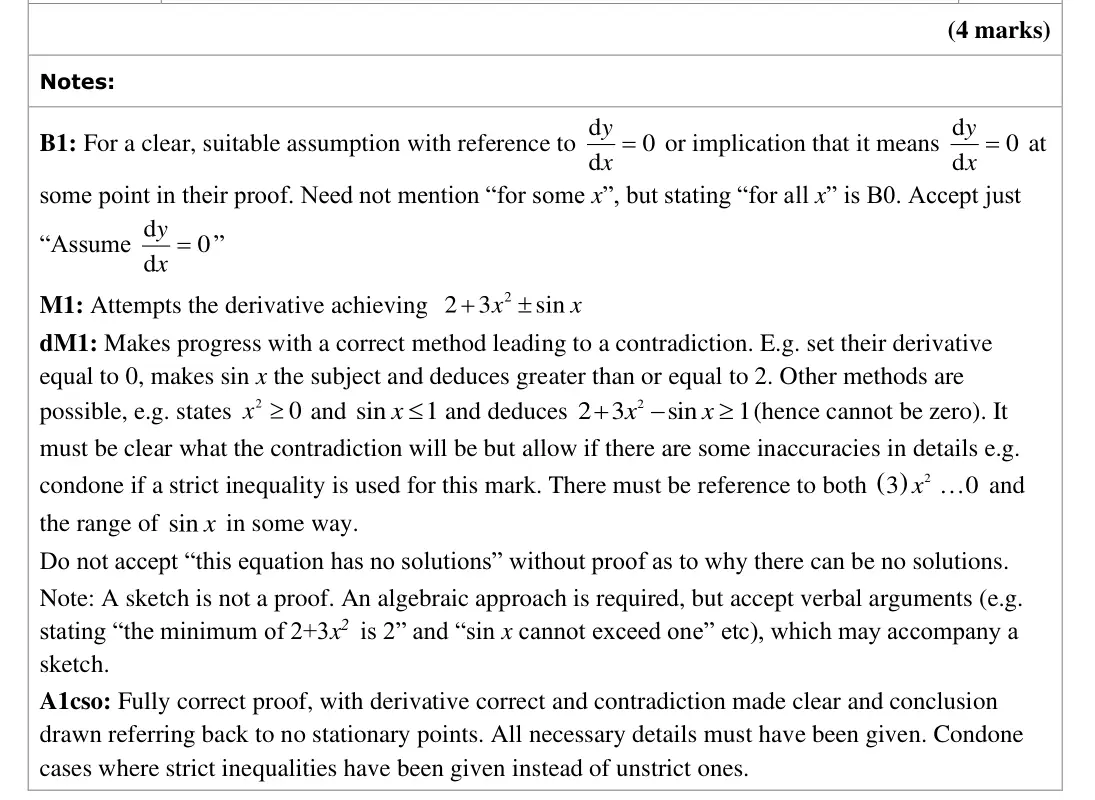 (4 marks)
Notes:
B1: For a clear, suitable assumption with reference to dy/dx = 0 or implication that it means dy/dx = 0 at
some point in their proof. Need not mention “for some x”, but stating “for all x” is B0. Accept just
“Assume dy/dx = 0”
M1: Attempts the derivative achieving 2 + 3x² ± sin x
dM1: Makes progress with a correct method leading to a contradiction. E.g. set their derivative
equal to 0, makes sin x the subject and deduces greater than or equal to 2. Other methods are
possible, e.g. states x² ≥ 0 and sin x ≤ 1 and deduces 2 + 3x² − sin x ≥ 1 (hence cannot be zero). It
must be clear what the contradiction will be but allow if there are some inaccuracies in details e.g.
condone if a strict inequality is used for this mark. There must be reference to both (3)x² …0 and
the range of sin x in some way.
Do not accept “this equation has no solutions” without proof as to why there can be no solutions.
Note: A sketch is not a proof. An algebraic approach is required, but accept verbal arguments (e.g.
stating “the minimum of 2+3x² is 2” and “sin x cannot exceed one” etc), which may accompany a
sketch.
A1cso: Fully correct proof, with derivative correct and contradiction made clear and conclusion
drawn referring back to no stationary points. All necessary details must have been given. Condone
cases where strict inequalities have been given instead of unstrict ones.